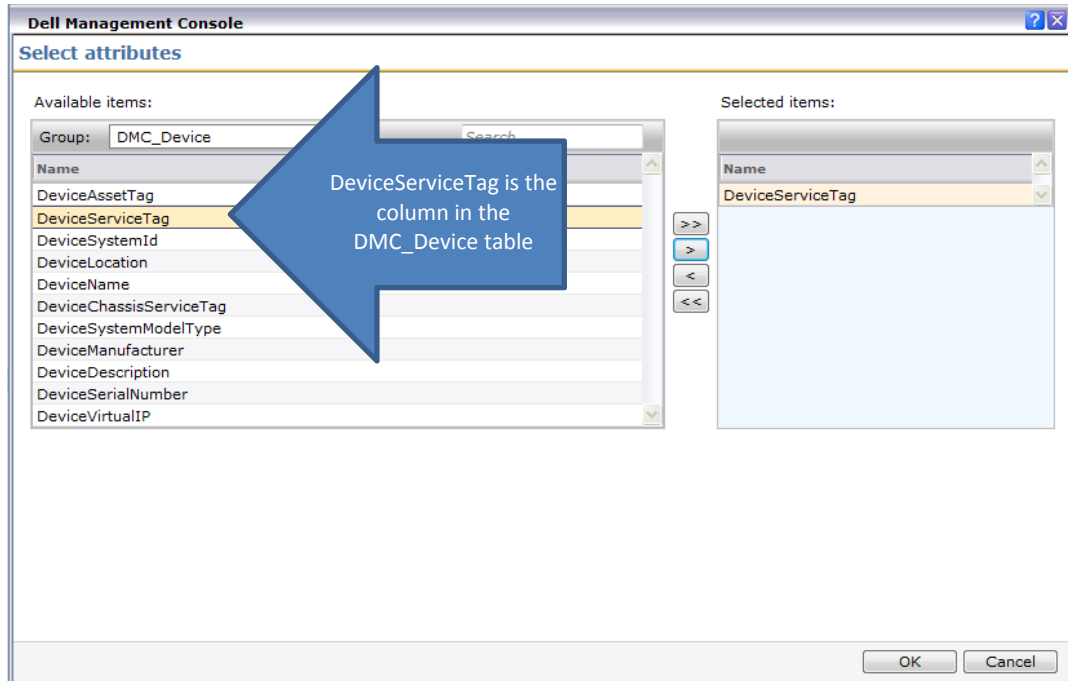 Dell Management Console
Select attributes
Available items:
Selected items:
Group: DMC_Device
Search
Name
Name
DeviceAssetTag
DeviceServiceTag
DeviceServiceTag
DeviceSystemId
DeviceLocation
DeviceName
DeviceChassisServiceTag
DeviceSystemModelType
DeviceManufacturer
DeviceDescription
DeviceSerialNumber
DeviceVirtualIP
DeviceServiceTag is the
column in the
DMC_Device table
>>
>
<
<<
OK
Cancel